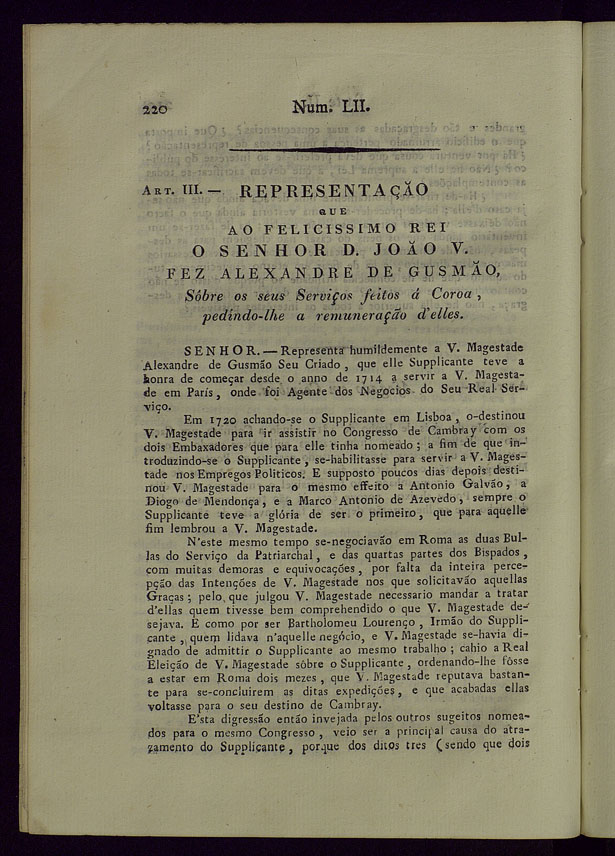 220
Num. LII.
ART. III. — REPRESENTAÇÃO
QUE
AO FELICISSIMO REI
O SENHOR D. JOÃO V.
FEZ ALEXANDRE DE GUSMÃO,
Sôbre os seus Serviços feitos á Coroa,
pedindo-lhe a remuneração d'elles.
SENHOR. — Representa humildemente a V. Magestade
Alexandre de Gusmão Seu Criado, que elle Supplicante teve a
honra de começar desde o anno de 1714 a servir a V. Magesta-
de em París, onde foi Agente dos Negocios do Seu Real Ser-
viço.
Em 1720 achando-se o Supplicante em Lisboa, o-destinou
V. Magestade para ir assistir no Congresso de Cambray com os
dois Embaxadores que para elle tinha nomeado; a fim de que in-
troduzindo-se o Supplicante, se-habilitasse para servir a V. Mages-
tade nos Empregos Politicos. E supposto poucos dias depois desti-
nou V. Magestade para o mesmo effeito a Antonio Galvão, a
Diogo de Mendonça, e a Marco Antonio de Azevedo, sempre o
Supplicante teve a glória de ser o primeiro, que para aquelle
fim lembrou a V. Magestade.
N'este mesmo tempo se-negociavão em Roma as duas Bul-
las do Serviço da Patriarchal, e das quartas partes dos Bispados,
com muitas demoras e equivocações, por falta da inteira perce-
pção das Intenções de V. Magestade nos que solicitavão aquellas
Graças; pelo que julgou V. Magestade necessario mandar a tratar
d'ellas quem tivesse bem comprehendido o que V. Magestade de-
sejava. E como por ser Bartholomeu Lourenço, Irmão do Suppli-
cante, quem lidava n'aquelle negócio, e V. Magestade se-havia di-
gnado de admittir o Supplicante ao mesmo trabalho; cahio a Real
Eleição de V. Magestade sôbre o Supplicante, ordenando-lhe fôsse
a estar em Roma dois mezes, que V. Magestade reputava bastan-
te para se-concluirem as ditas expedições, e que acabadas ellas
voltasse para o seu destino de Cambray.
E'sta digressão então invejada pelos outros sugeitos nomea-
dos para o mesmo Congresso, veio ser a principal causa do atra-
zamento do Supplicante, porque dos ditos tres (sendo que dois